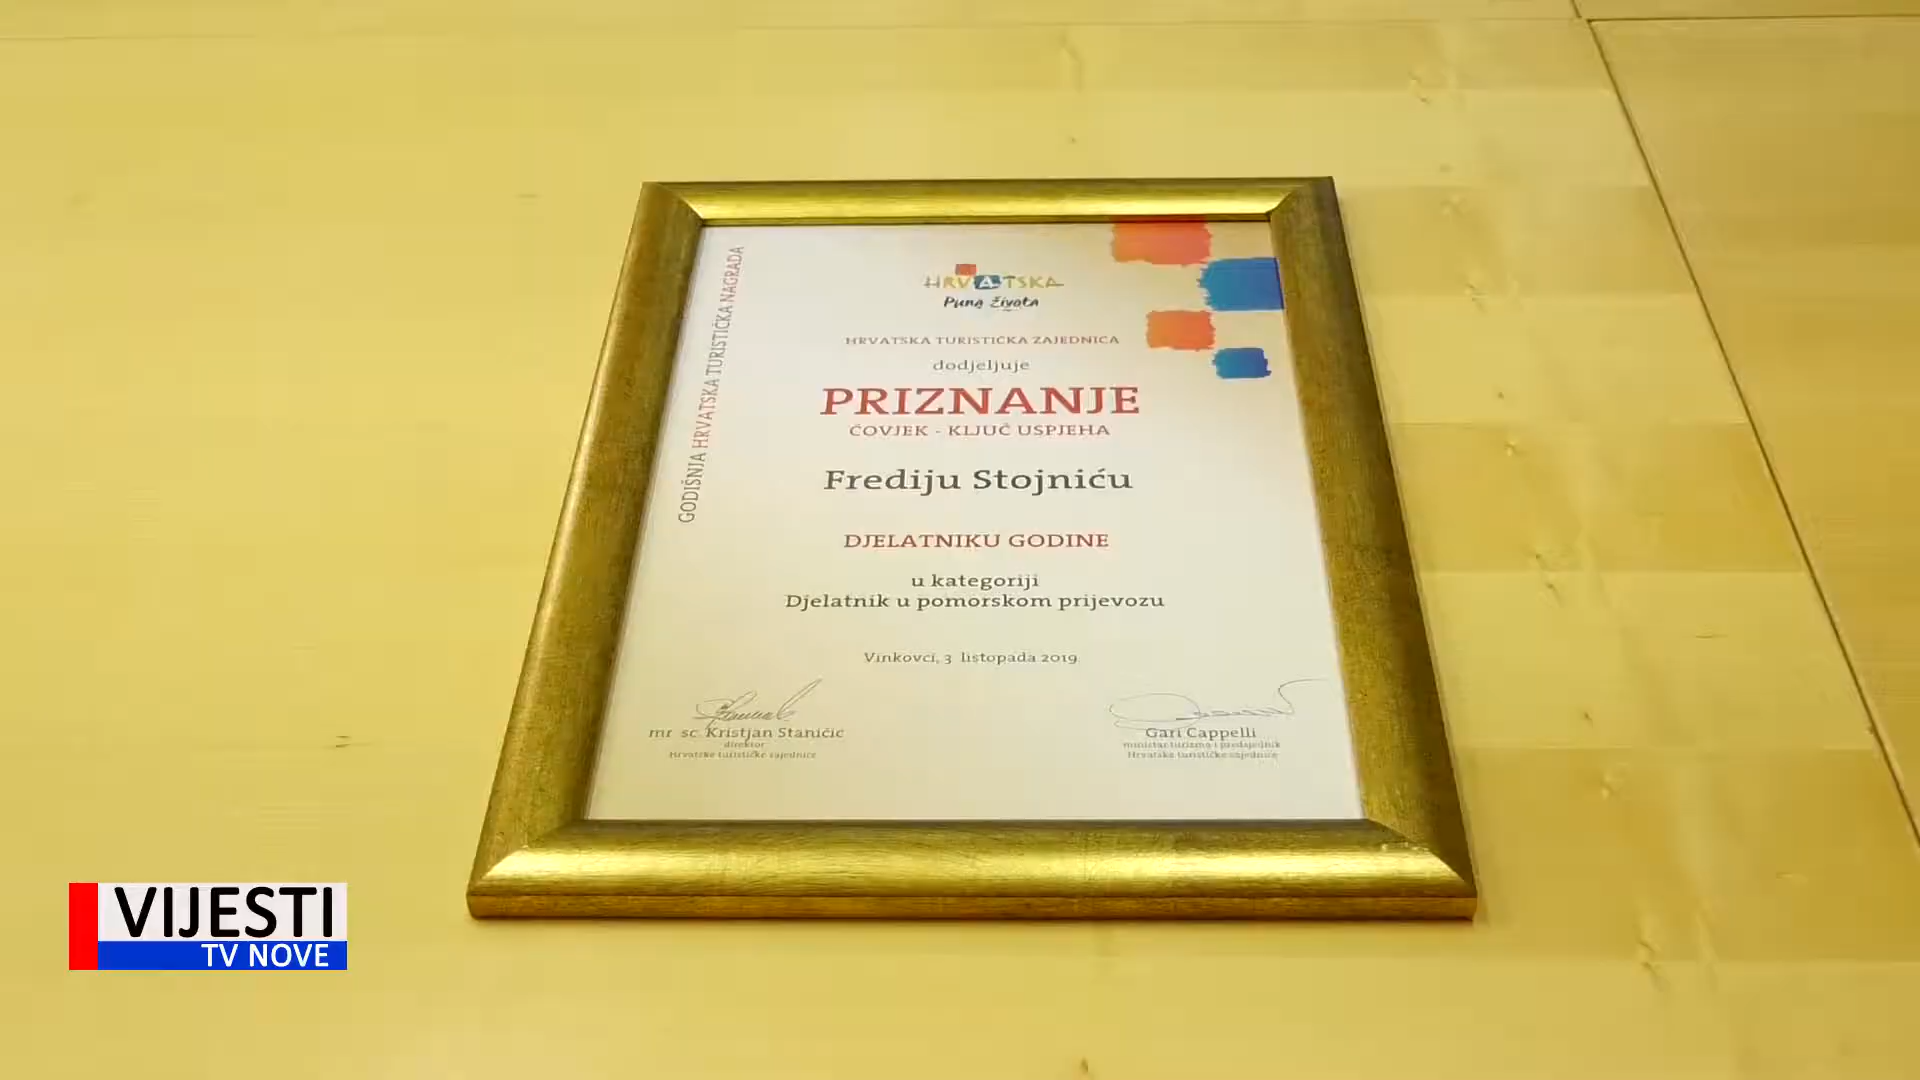 GODIŠNJA HRVATSKA TURISTIČKA NAGRADA
HRVATSKA
Puna života
HRVATSKA TURISTIČKA ZAJEDNICA
dodjeljuje
PRIZNANJE
ČOVJEK - KLJUČ USPJEHA
Frediju Stojniću
DJELATNIKU GODINE
u kategoriji
Djelatnik u pomorskom prijevozu
Vinkovci, 3. listopada 2019.
mr. sc. Kristjan Staničić
direktor
Hrvatske turističke zajednice
Gari Cappelli
ministar turizma i predsjednik
Hrvatske turističke zajednice
VIJESTI
TV NOVE